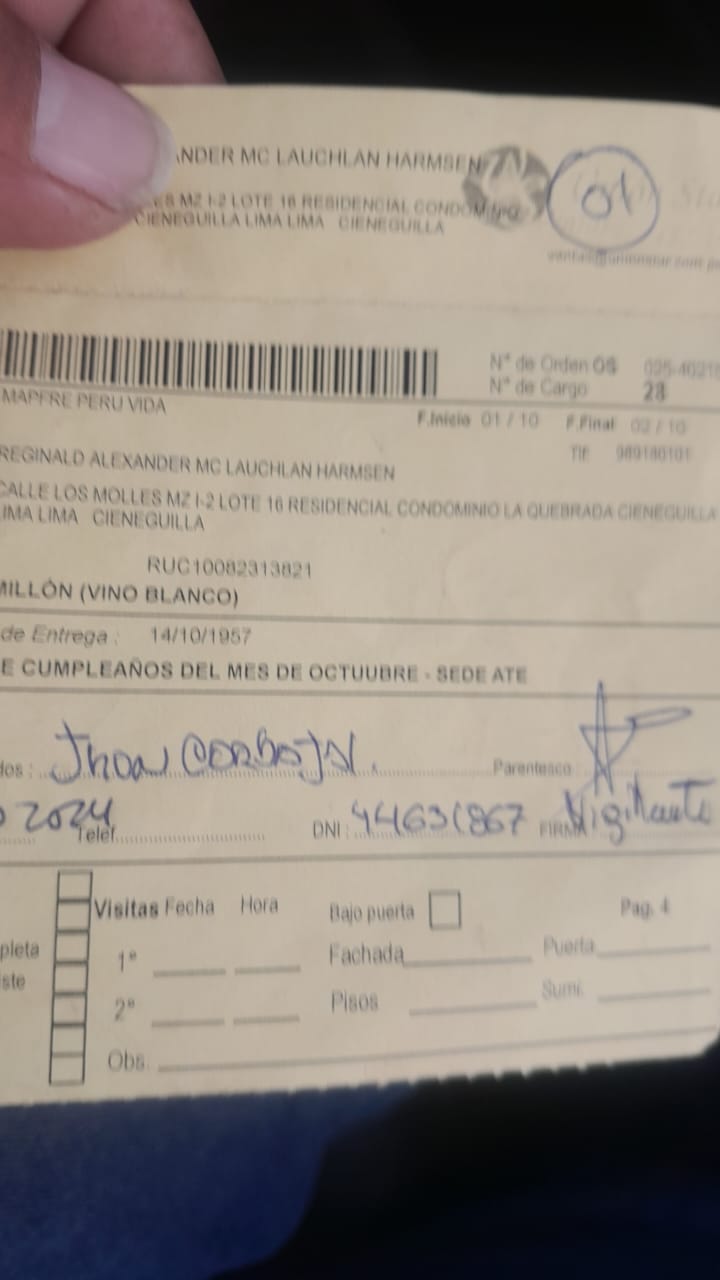 ANDER MC LAUCHLAN HARMSEN
01
LES MZ I-2 LOTE 16 RESIDENCIAL CONDOM
CIENEGUILLA LIMA LIMA CIENEGUILLA
N° de Orden OS
N° de Cargo 28
MAPFRE PERU VIDA
F.Inicio 01 / 10 F.Final 02 / 10
REGINALD ALEXANDER MC LAUCHLAN HARMSEN
CALLE LOS MOLLES MZ I-2 LOTE 16 RESIDENCIAL CONDOMINIO LA QUEBRADA CIENEGUILLA
LIMA LIMA CIENEGUILLA
RUC10082313821
MILLÓN (VINO BLANCO)
de Entrega : 14/10/1957
E CUMPLEAÑOS DEL MES DE OCTUUBRE - SEDE ATE
dos : Jhon Parentesco :
2024 Telef. DNI : 44631867 FIRMA Vigilante
Visitas Fecha Hora Bajo puerta Pag. 4
pleta
1° Fachada Puerta
ste
2° Pisos Sumi.
Obs.